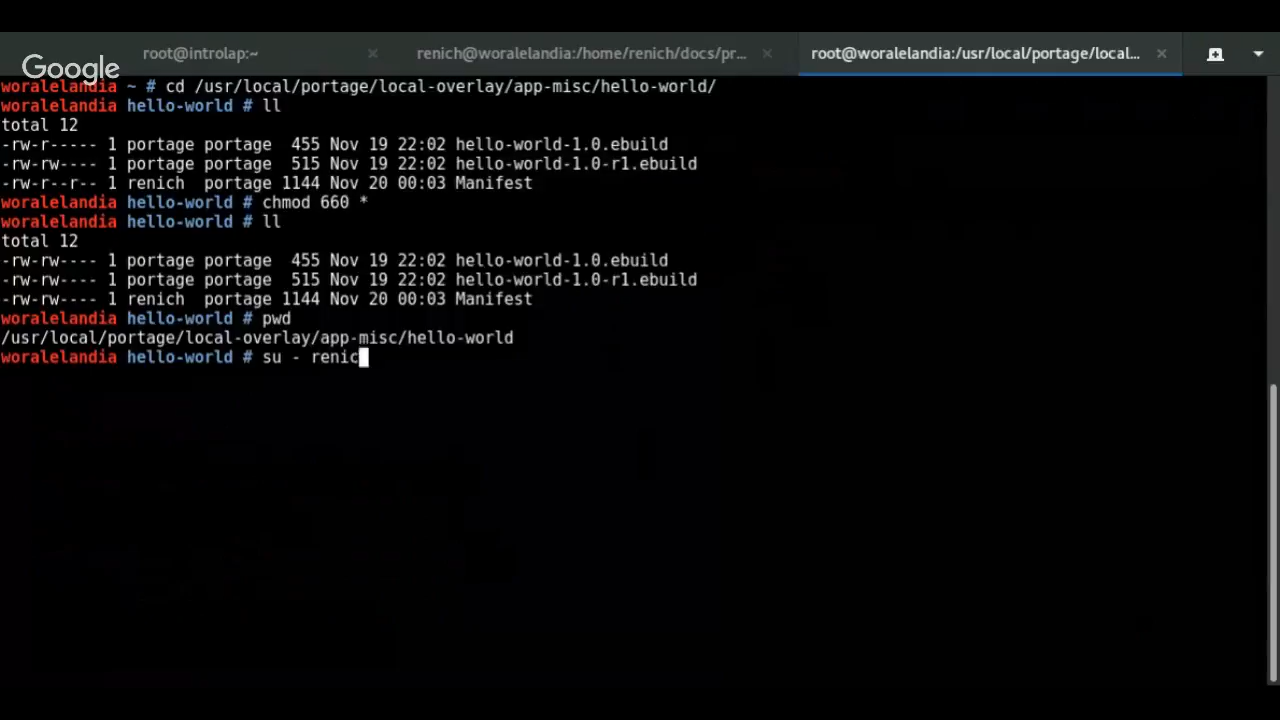 root@introlap:~
renich@woralelandia:/home/renich/docs/pr...
root@woralelandia:/usr/local/portage/local...
Google
woralelandia ~ # cd /usr/local/portage/local-overlay/app-misc/hello-world/
woralelandia hello-world # ll
total 12
-rw-r----- 1 portage portage  455 Nov 19 22:02 hello-world-1.0.ebuild
-rw-rw---- 1 portage portage  515 Nov 19 22:02 hello-world-1.0-r1.ebuild
-rw-r--r-- 1 renich  portage 1144 Nov 20 00:03 Manifest
woralelandia hello-world # chmod 660 *
woralelandia hello-world # ll
total 12
-rw-rw---- 1 portage portage  455 Nov 19 22:02 hello-world-1.0.ebuild
-rw-rw---- 1 portage portage  515 Nov 19 22:02 hello-world-1.0-r1.ebuild
-rw-rw---- 1 renich  portage 1144 Nov 20 00:03 Manifest
woralelandia hello-world # pwd
/usr/local/portage/local-overlay/app-misc/hello-world
woralelandia hello-world # su - renic